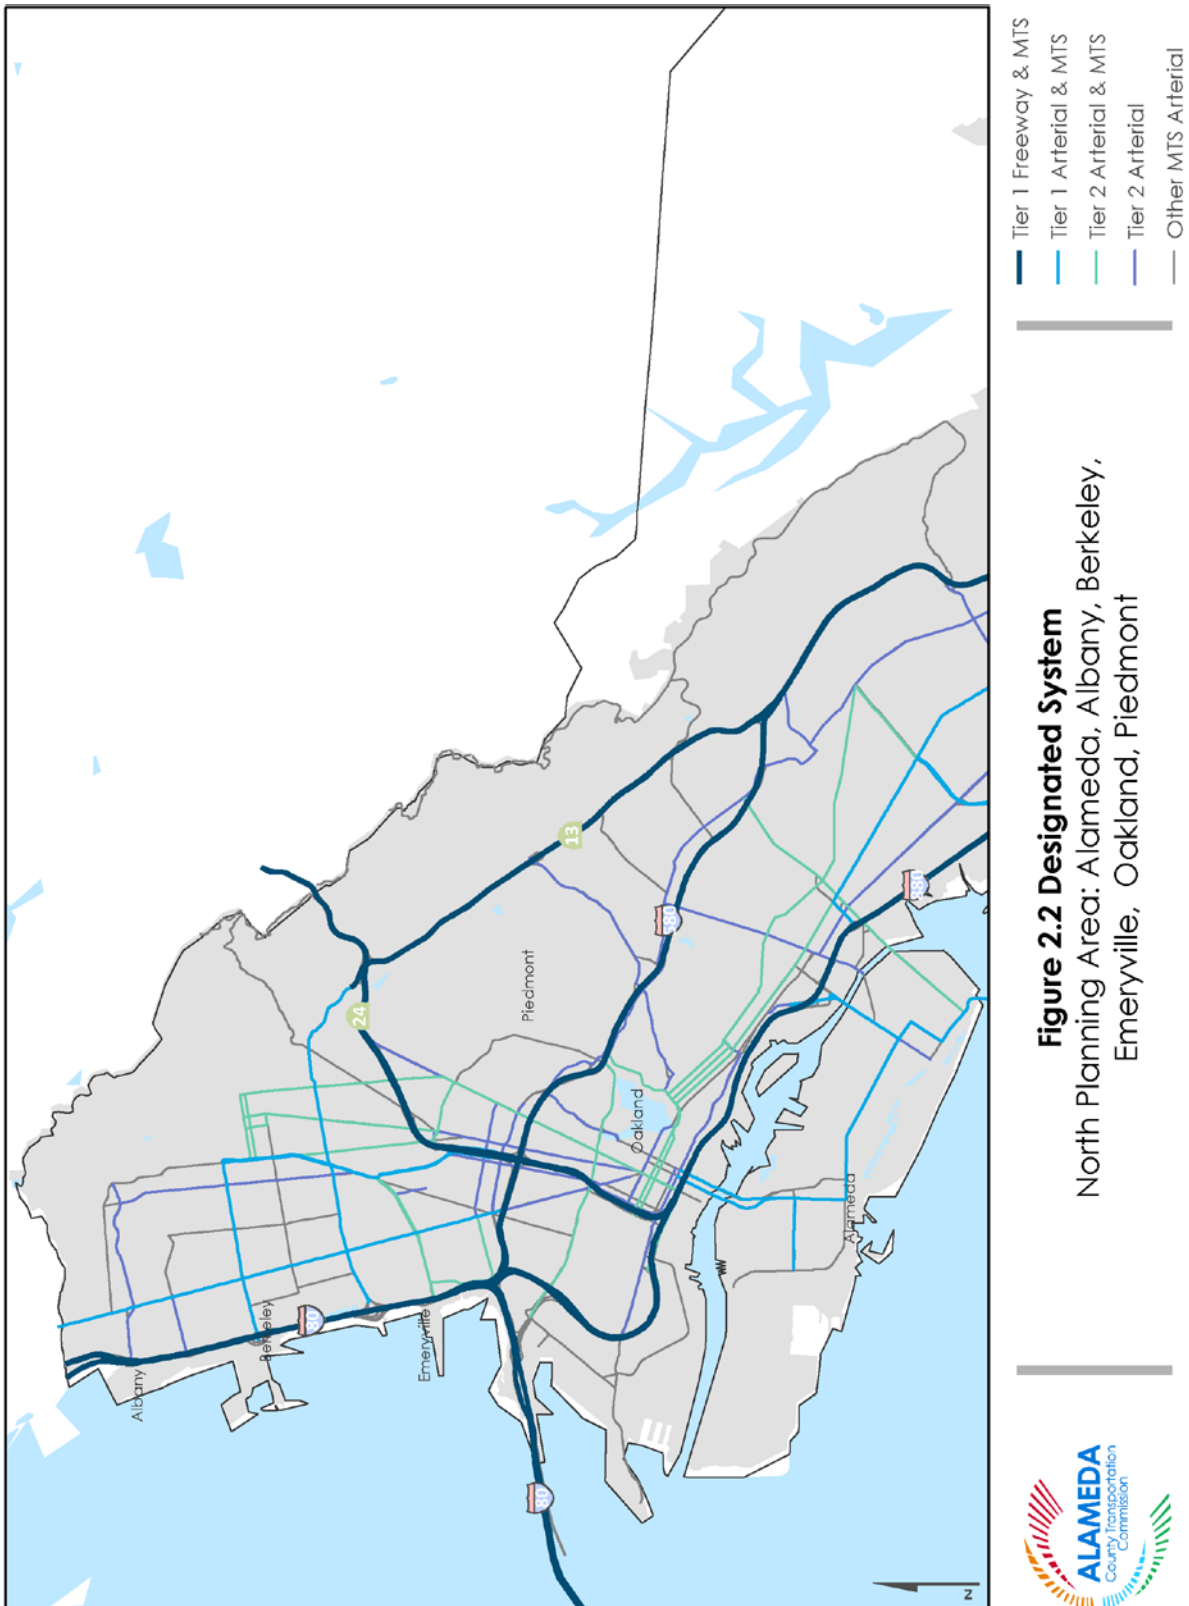 Albany
Berkeley
80
Emeryville
80
24
13
Piedmont
580
Oakland
Alameda
880
N
ALAMEDA
County Transportation
Commission
Figure 2.2 Designated System
North Planning Area: Alameda, Albany, Berkeley,
Emeryville, Oakland, Piedmont
Tier 1 Freeway & MTS
Tier 1 Arterial & MTS
Tier 2 Arterial & MTS
Tier 2 Arterial
Other MTS Arterial